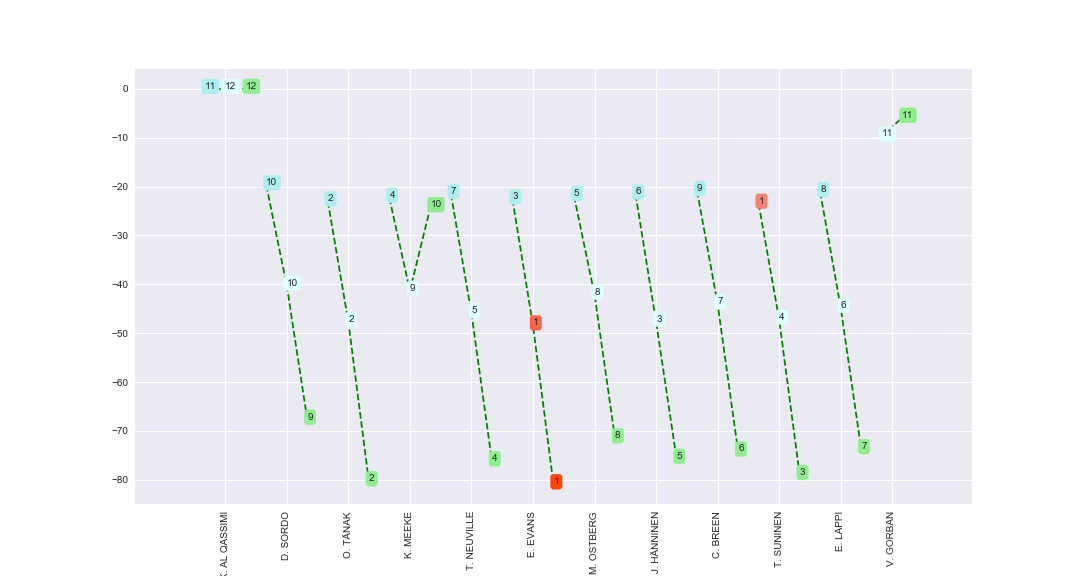 0
−10
−20
−30
−40
−50
−60
−70
−80
11 12 12
10 10 9
2 2 2
4 9 10
7 5 4
3 1 1
5 8 8
6 3 5
9 7 6
1 4 3
8 6 7
11 11
K. AL QASSIMI
D. SORDO
O. TÄNAK
K. MEEKE
T. NEUVILLE
E. EVANS
M. OSTBERG
J. HÄNNINEN
C. BREEN
T. SUNINEN
E. LAPPI
V. GORBAN